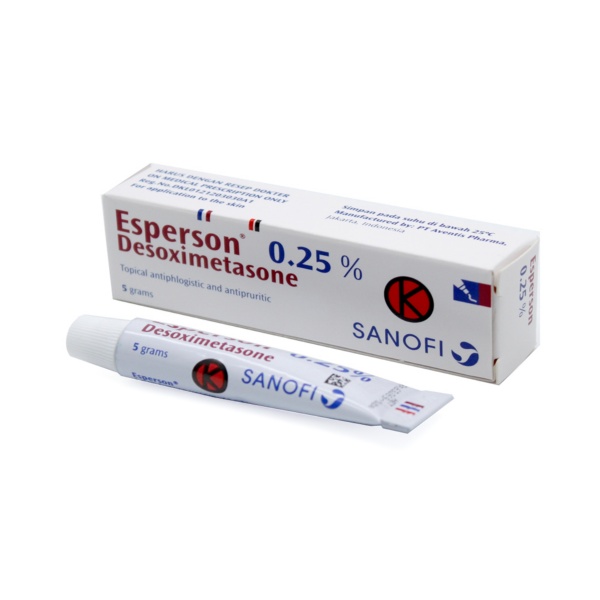 HARUS DENGAN RESEP DOKTER
ON MEDICAL PRESCRIPTION ONLY
For application to the skin
Simpan pada suhu di bawah 25°C
Manufactured by: PT Aventis Pharma,
Jakarta, Indonesia
Esperson®
Desoximetasone
0.25 %
Topical antiphlogistic and antipruritic
5 grams
K
SANOFI
Esperson
0.25%
Desoximetasone
0.25%
5 grams
Esperson®
K
SANOFI